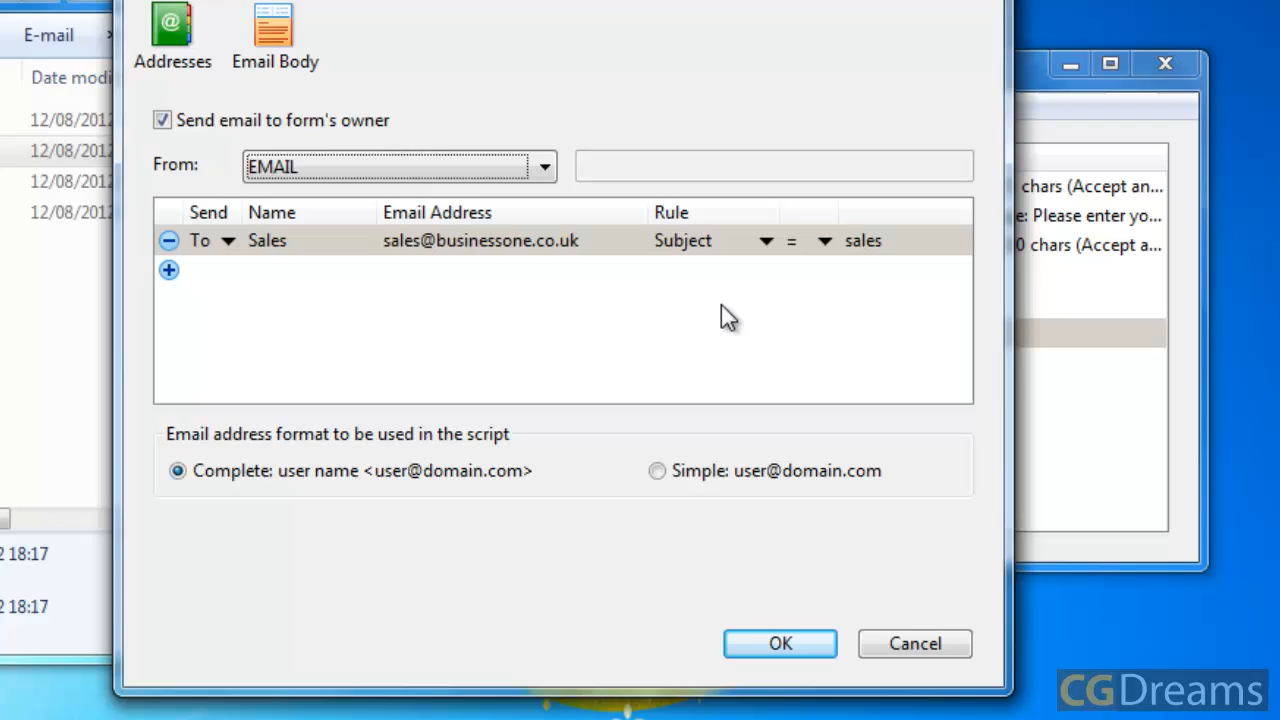 E-mail
Date modi
12/08/2012
12/08/2012
12/08/2012
12/08/2012
2 18:17
2 18:17
Addresses Email Body
Send email to form's owner
From: EMAIL
Send Name Email Address Rule
To Sales sales@businessone.co.uk Subject = sales
Email address format to be used in the script
Complete: user name <user@domain.com> Simple: user@domain.com
OK Cancel
chars (Accept an...
e: Please enter yo...
0 chars (Accept a...
CGDreams